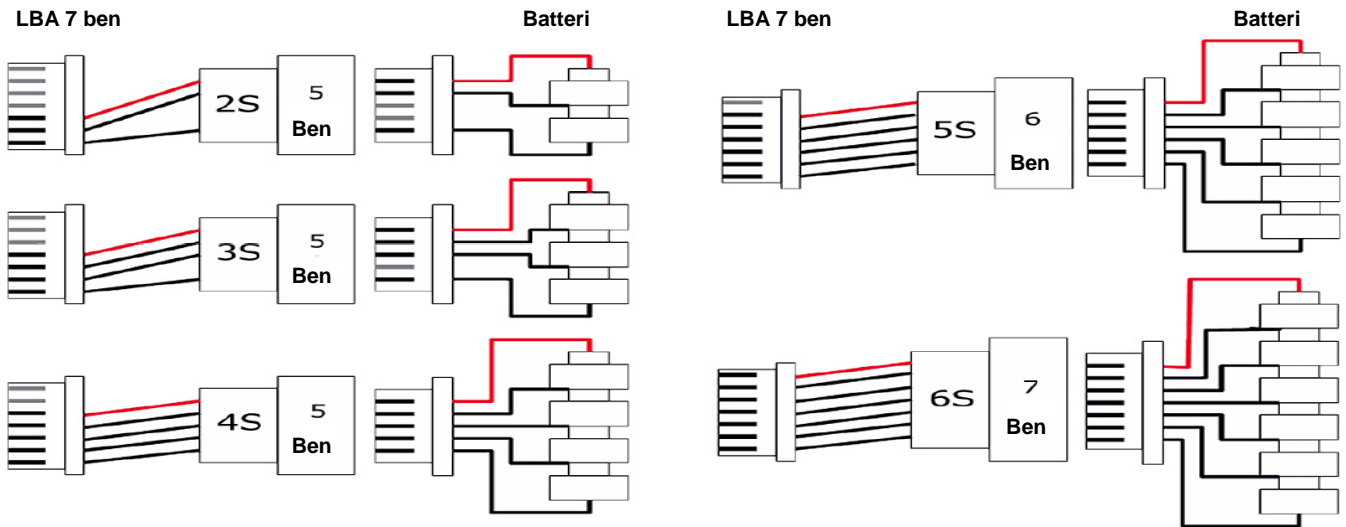 LBA 7 ben Batteri
2S 5
Ben
3S 5
Ben
4S 5
Ben
LBA 7 ben Batteri
5S 6
Ben
6S 7
Ben